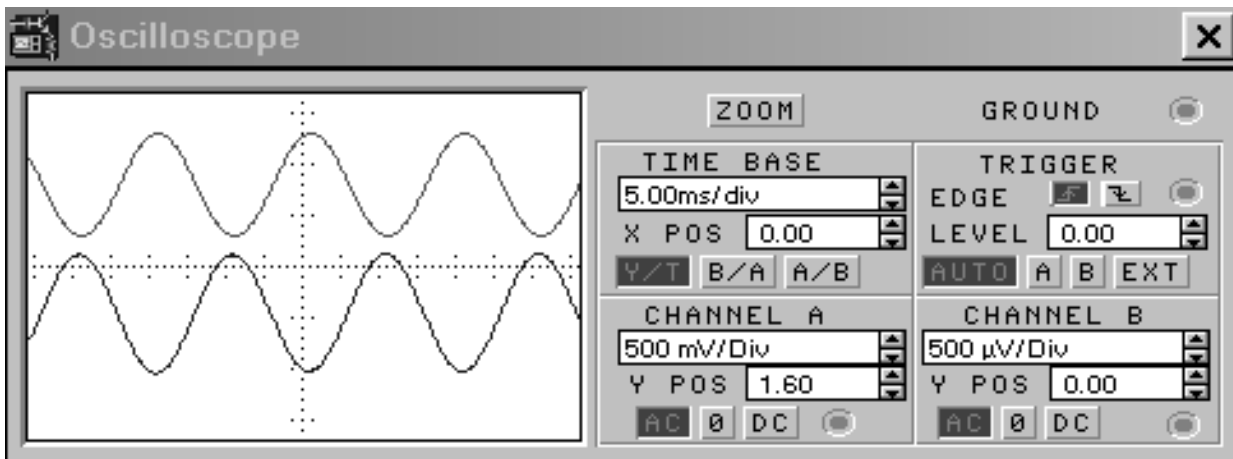 Oscilloscope
ZOOM GROUND
TIME BASE
5.00ms/div
X POS 0.00
Y/T B/A A/B
TRIGGER
EDGE
LEVEL 0.00
AUTO A B EXT
CHANNEL A
500 mV/Div
Y POS 1.60
AC 0 DC
CHANNEL B
500 µV/Div
Y POS 0.00
AC 0 DC